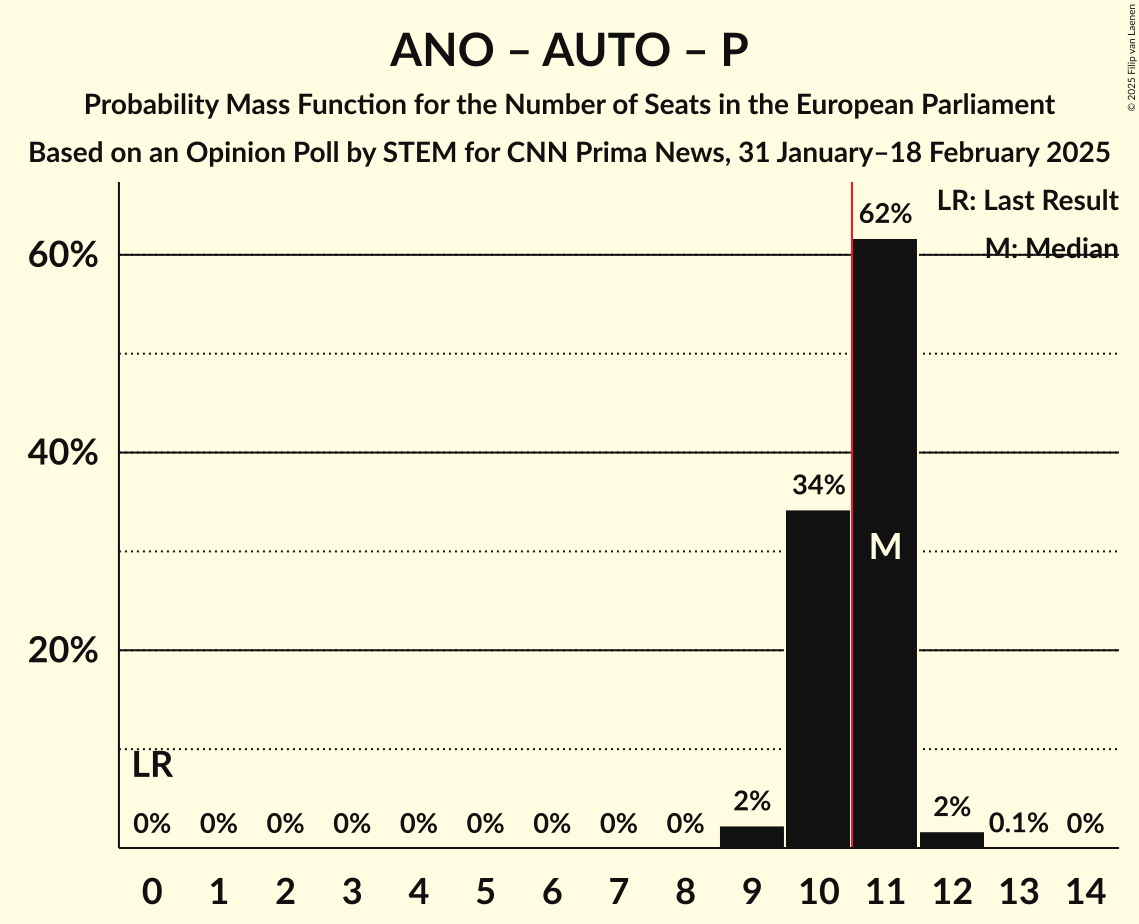 ANO – AUTO – P
Probability Mass Function for the Number of Seats in the European Parliament
Based on an Opinion Poll by STEM for CNN Prima News, 31 January–18 February 2025
© 2025 Filip van Laenen
LR: Last Result
M: Median
60%
40%
20%
62%
34%
M
LR
0% 0% 0% 0% 0% 0% 0% 0% 0% 2% 2% 0.1% 0%
0 1 2 3 4 5 6 7 8 9 10 11 12 13 14